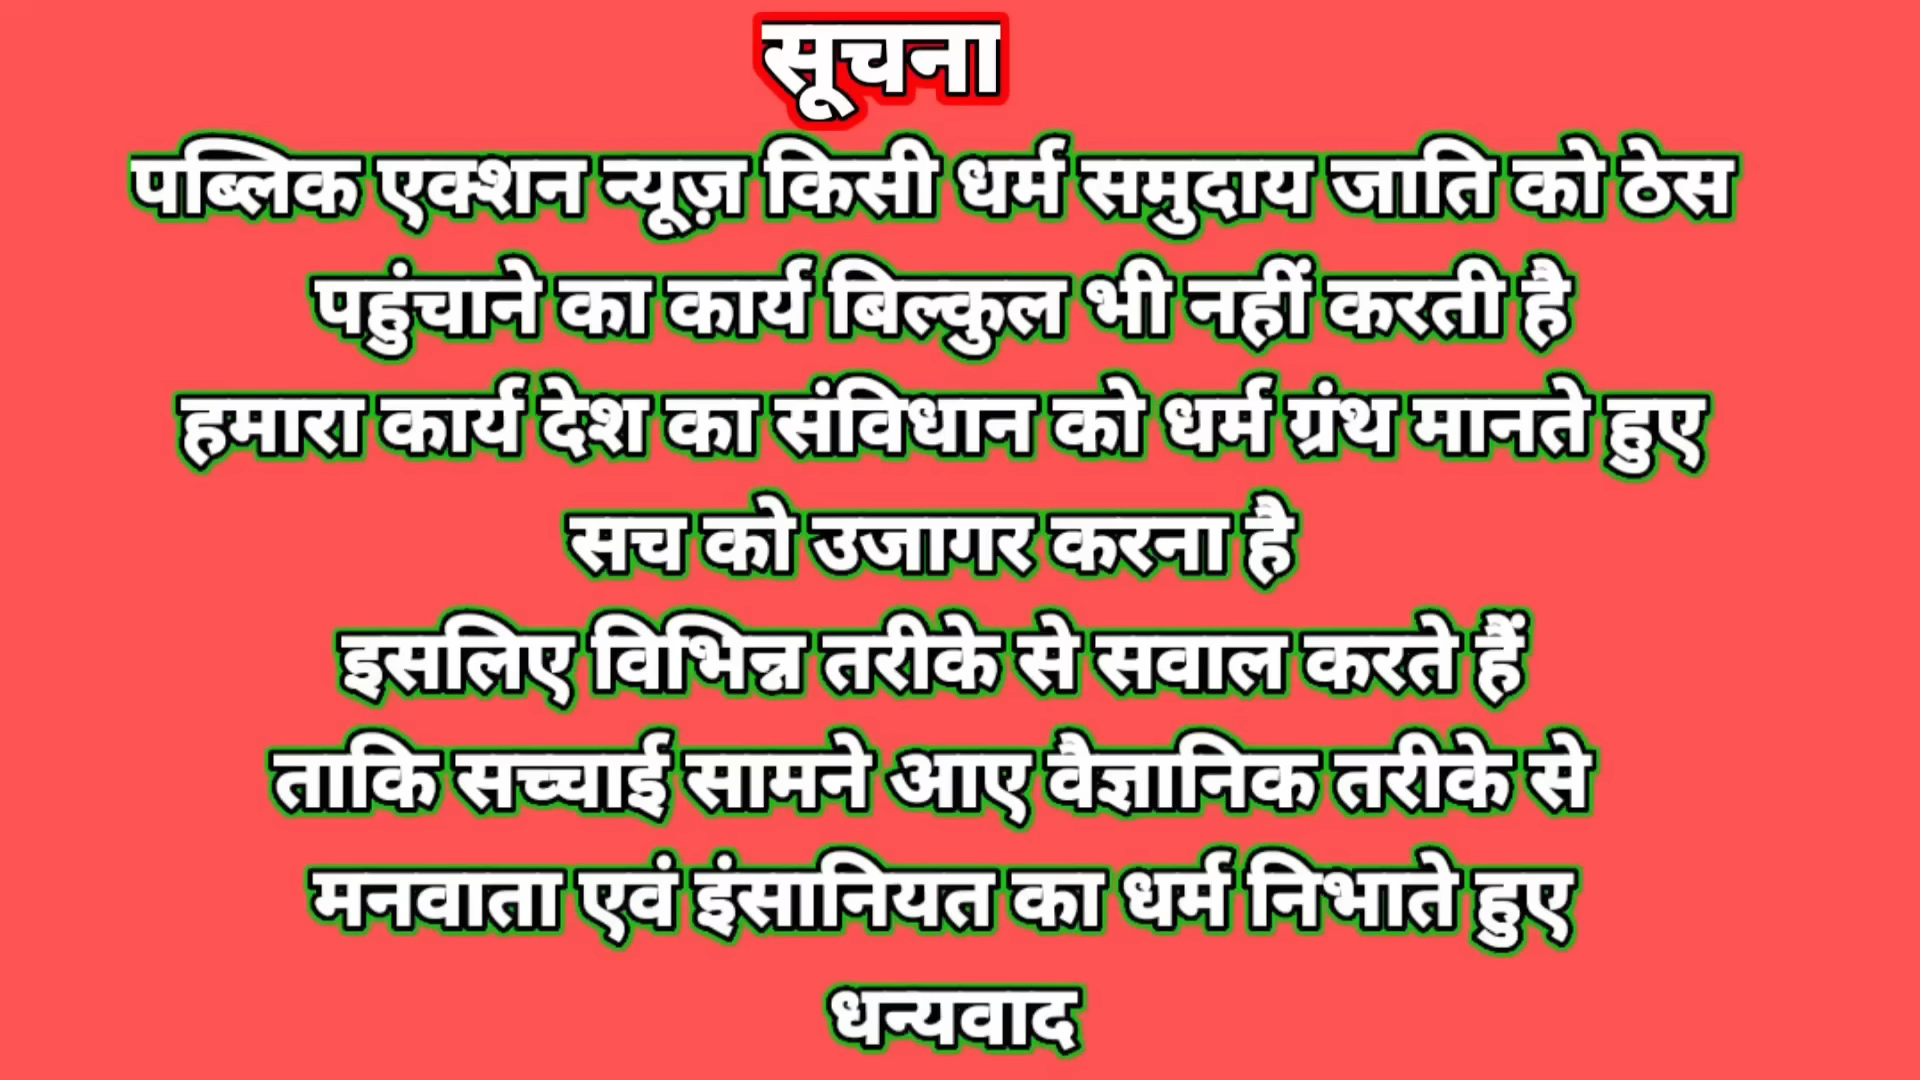 सूचना
पब्लिक एक्शन न्यूज़ किसी धर्म समुदाय जाति को ठेस
पहुंचाने का कार्य बिल्कुल भी नहीं करती है
हमारा कार्य देश का संविधान को धर्म ग्रंथ मानते हुए
सच को उजागर करना है
इसलिए विभिन्न तरीके से सवाल करते हैं
ताकि सच्चाई सामने आए वैज्ञानिक तरीके से
मनवाता एवं इंसानियत का धर्म निभाते हुए
धन्यवाद